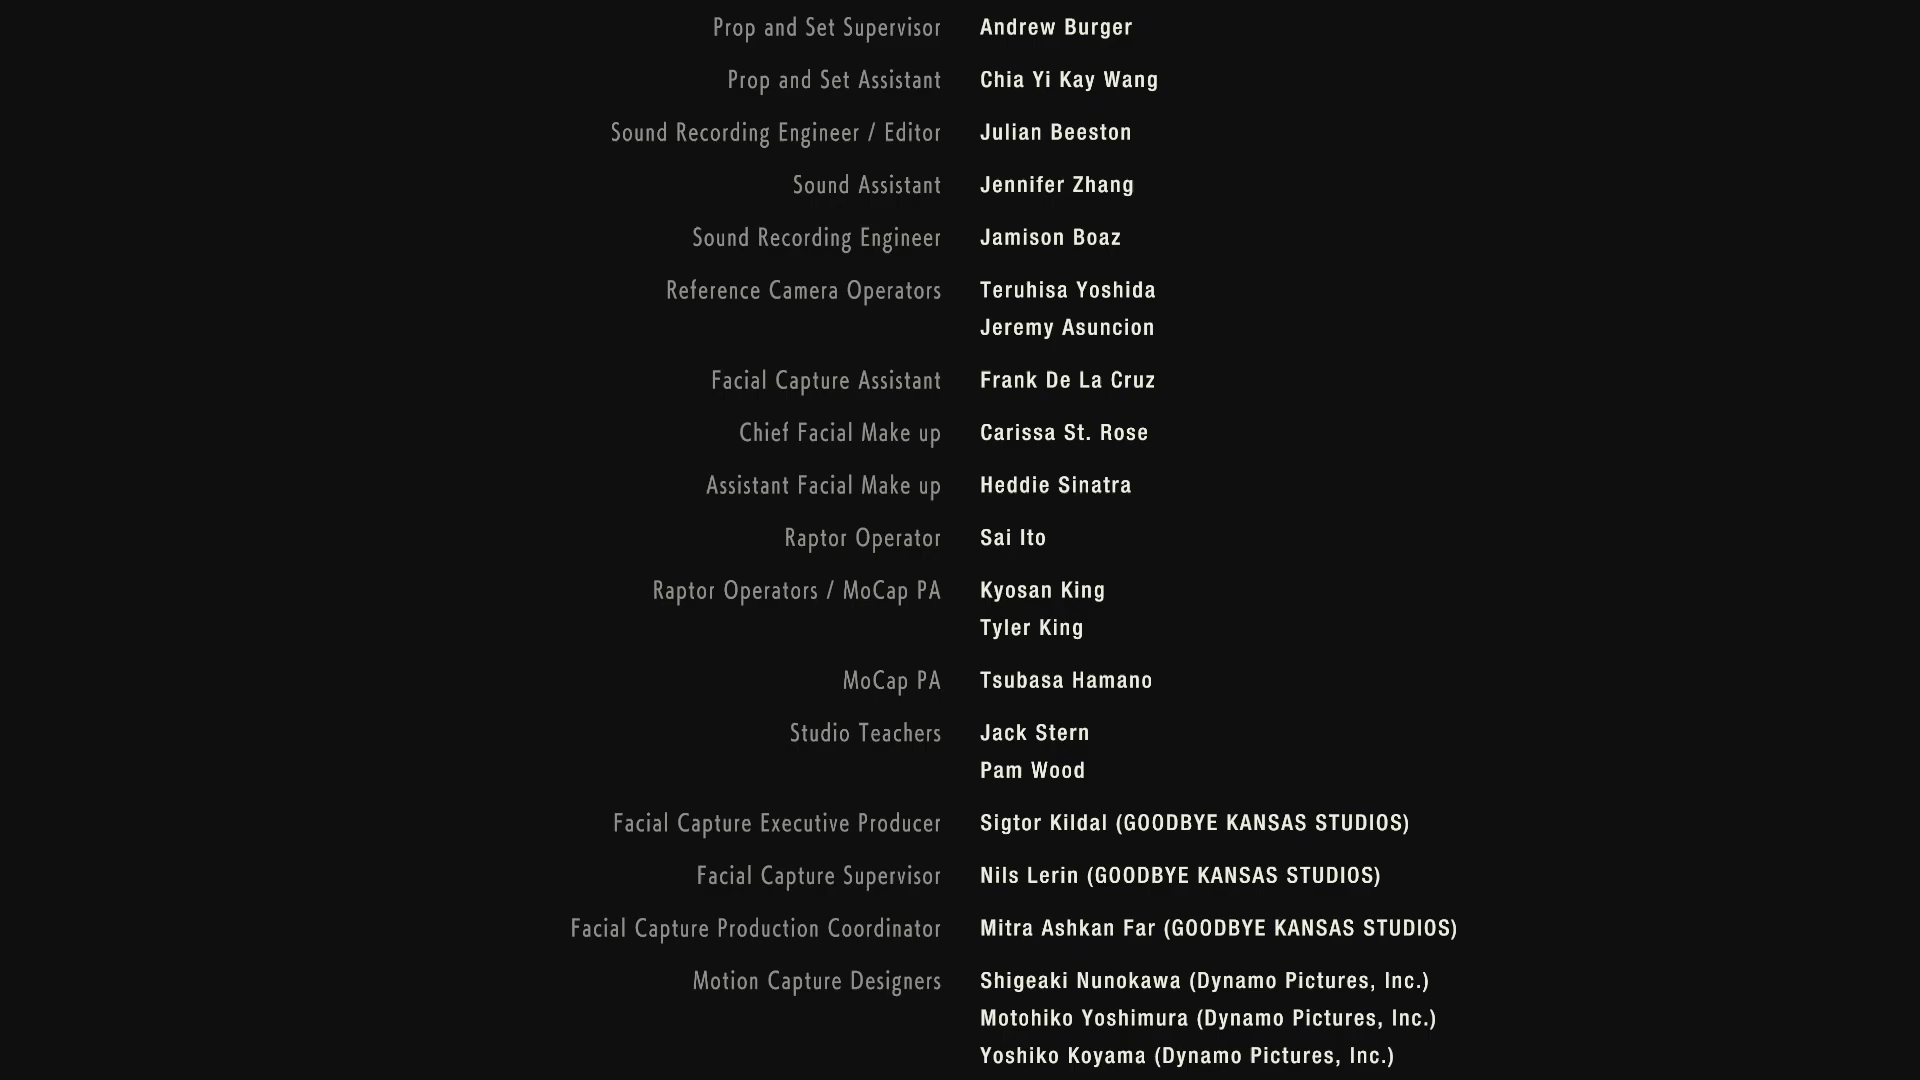 Prop and Set Supervisor Andrew Burger
Prop and Set Assistant Chia Yi Kay Wang
Sound Recording Engineer / Editor Julian Beeston
Sound Assistant Jennifer Zhang
Sound Recording Engineer Jamison Boaz
Reference Camera Operators Teruhisa Yoshida
Jeremy Asuncion
Facial Capture Assistant Frank De La Cruz
Chief Facial Make up Carissa St. Rose
Assistant Facial Make up Heddie Sinatra
Raptor Operator Sai Ito
Raptor Operators / MoCap PA Kyosan King
Tyler King
MoCap PA Tsubasa Hamano
Studio Teachers Jack Stern
Pam Wood
Facial Capture Executive Producer Sigtor Kildal (GOODBYE KANSAS STUDIOS)
Facial Capture Supervisor Nils Lerin (GOODBYE KANSAS STUDIOS)
Facial Capture Production Coordinator Mitra Ashkan Far (GOODBYE KANSAS STUDIOS)
Motion Capture Designers Shigeaki Nunokawa (Dynamo Pictures, Inc.)
Motohiko Yoshimura (Dynamo Pictures, Inc.)
Yoshiko Koyama (Dynamo Pictures, Inc.)